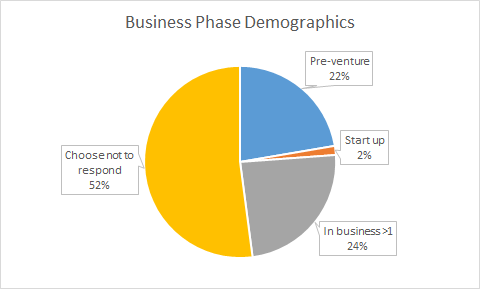 Business Phase Demographics
Pre-venture
22%
Start up
2%
In business >1
24%
Choose not to
respond
52%